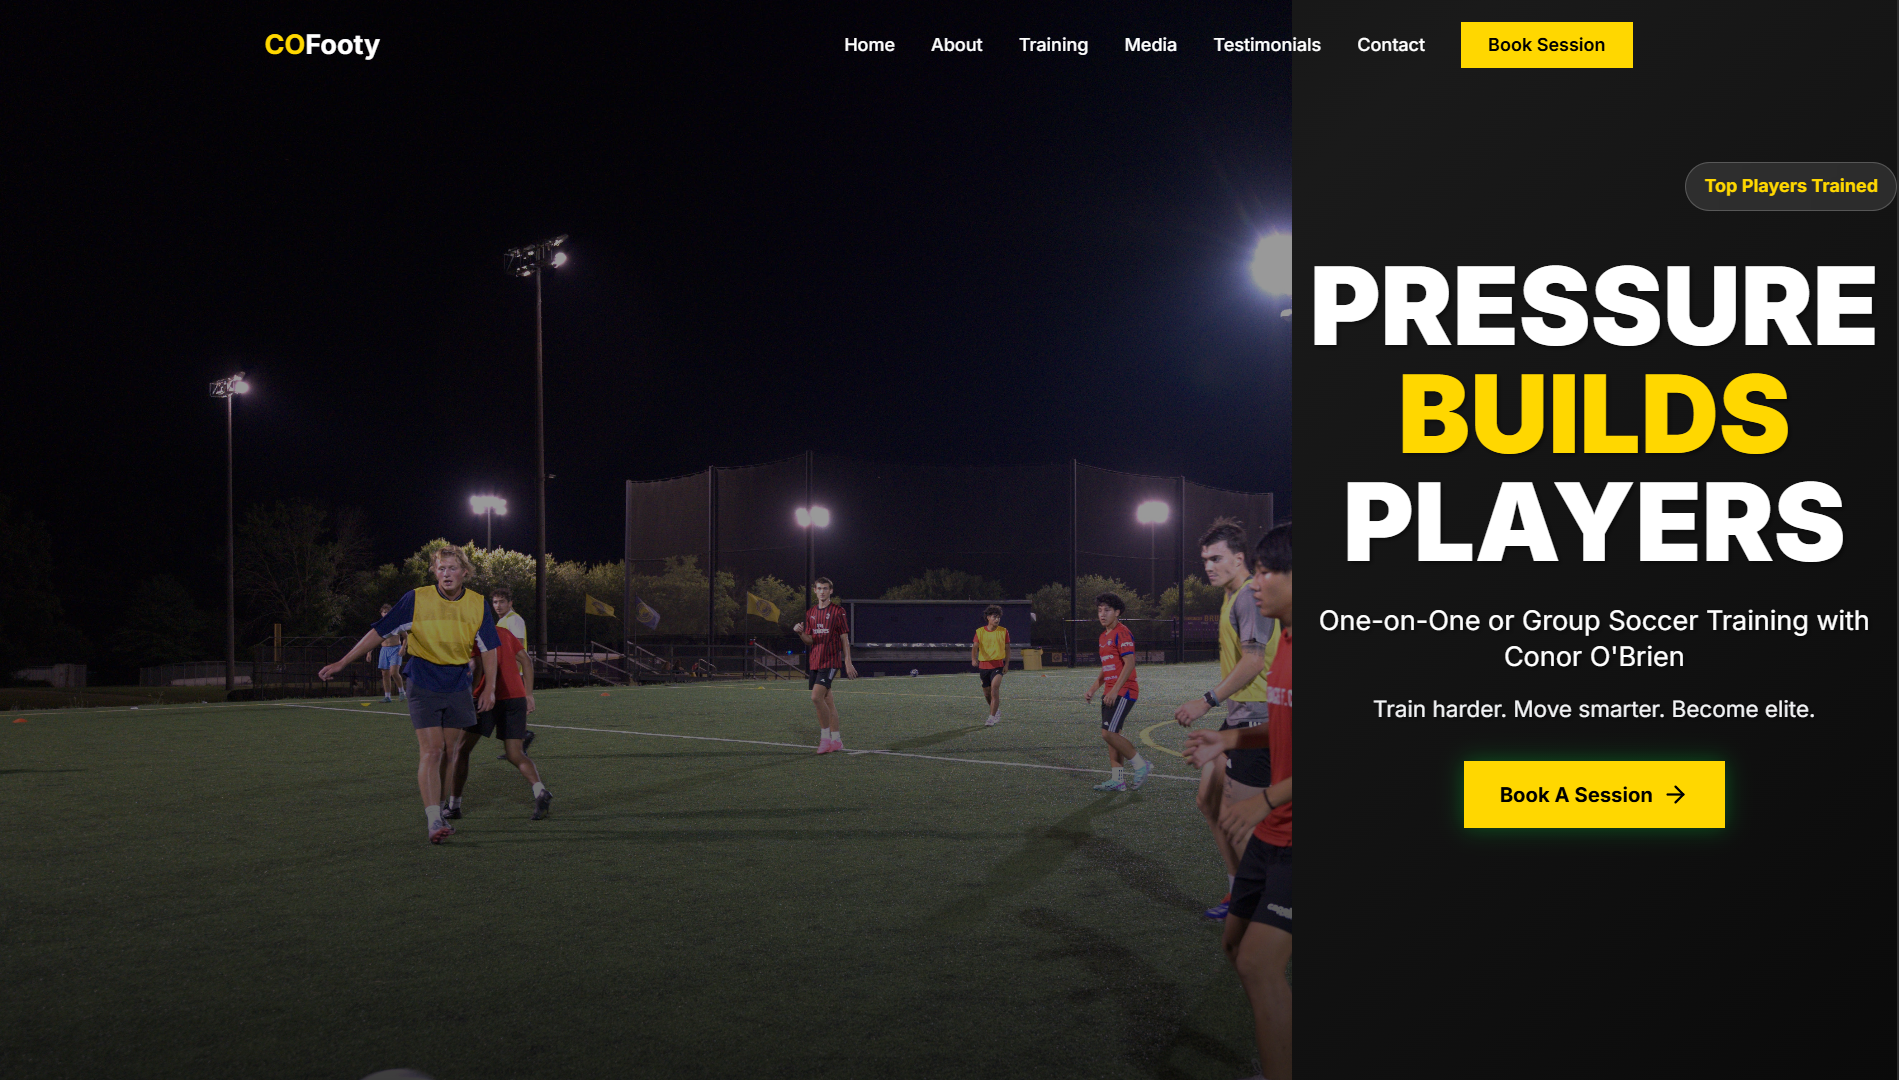 COFooty
Home About Training Media Testimonials Contact Book Session
Top Players Trained
PRESSURE
BUILDS
PLAYERS
One-on-One or Group Soccer Training with
Conor O'Brien
Train harder. Move smarter. Become elite.
Book A Session →